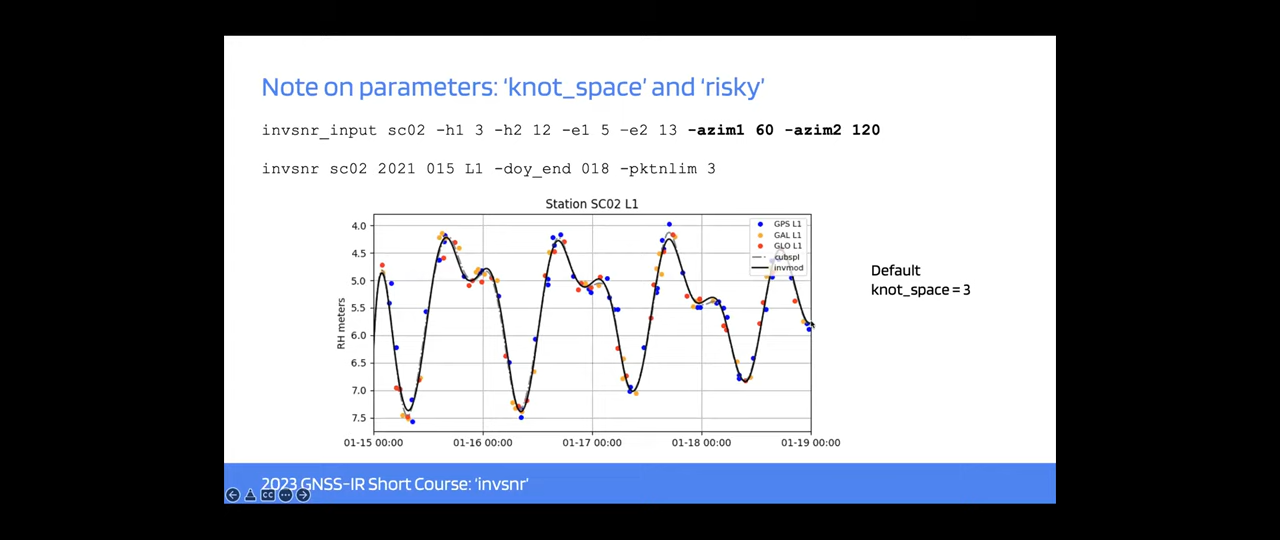 Note on parameters: ‘knot_space’ and ‘risky’
invsnr_input sc02 -h1 3 -h2 12 -e1 5 –e2 13 -azim1 60 -azim2 120
invsnr sc02 2021 015 L1 -doy_end 018 -pktnlim 3
Station SC02 L1
GPS L1
GAL L1
GLO L1
cubspl
invmod
4.0
4.5
5.0
5.5
6.0
6.5
7.0
7.5
RH meters
01-15 00:00 01-16 00:00 01-17 00:00 01-18 00:00 01-19 00:00
Default
knot_space = 3
2023 GNSS-IR Short Course: ‘invsnr’
CC